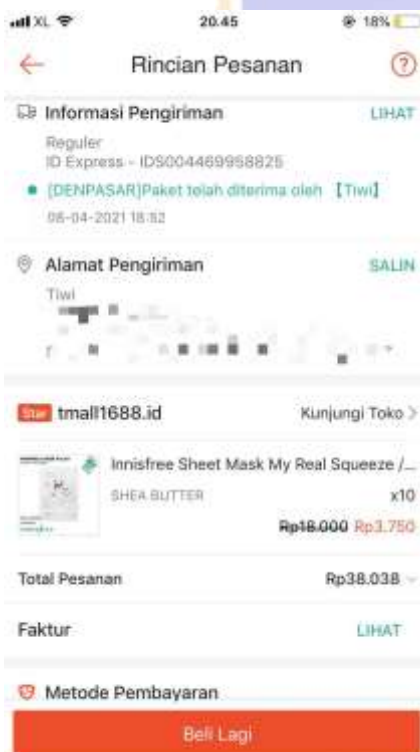 XL 20.45 18%
Rincian Pesanan
Informasi Pengiriman LIHAT
Reguler
ID Express - IDS004469958825
[DENPASAR]Paket telah diterima oleh 【Tiwi】
08-04-2021 18:52
Alamat Pengiriman SALIN
Tiwi
Star tmall1688.id Kunjungi Toko >
Innisfree Sheet Mask My Real Squeeze /...
SHEA BUTTER x10
Rp18.000 Rp3.750
Total Pesanan Rp38.038
Faktur LIHAT
Metode Pembayaran
Beli Lagi